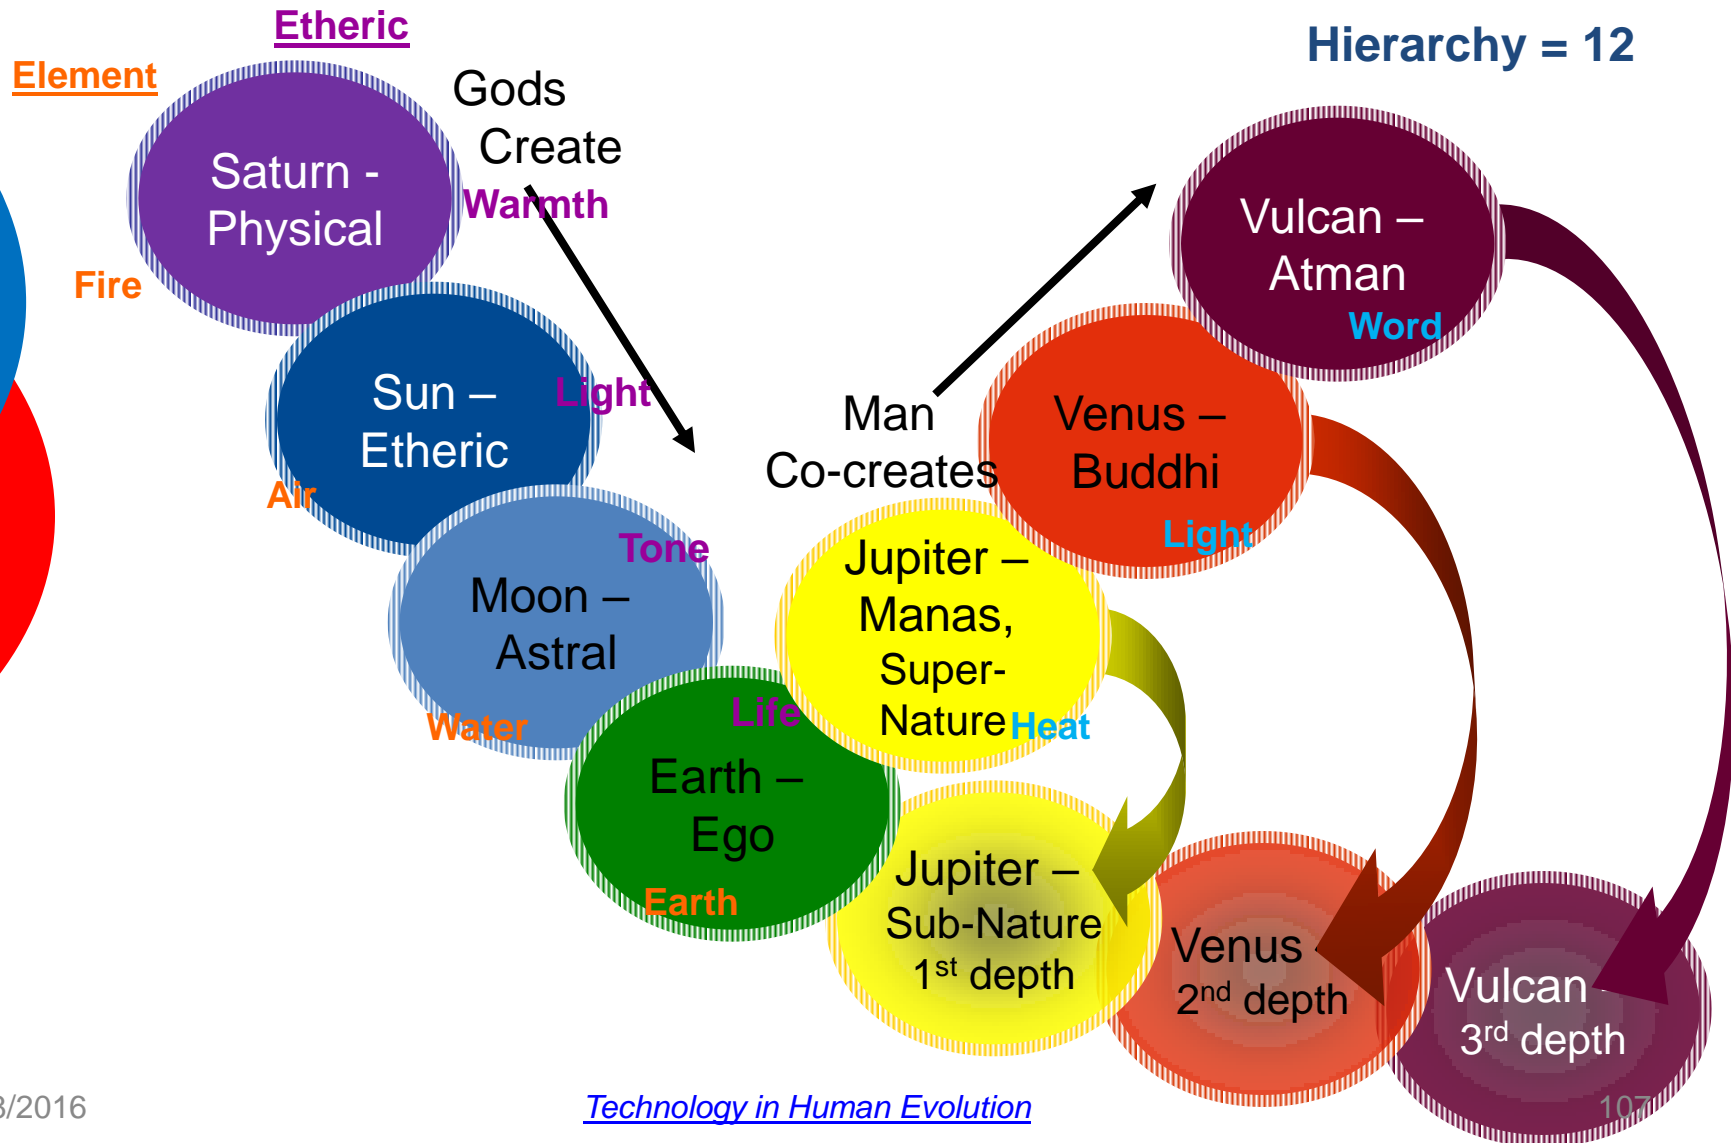 Etheric
Hierarchy = 12
Element
Gods
Create
Saturn -
Physical
Warmth
Fire
Vulcan –
Atman
Word
Sun –
Etheric
Light
Air
Man
Co-creates
Venus –
Buddhi
Light
Tone
Moon –
Astral
Water
Jupiter –
Manas,
Super-
Nature
Heat
Life
Earth –
Ego
Earth
Jupiter –
Sub-Nature
1st depth
Venus
2nd depth
Vulcan -
3rd depth
3/2016
Technology in Human Evolution
107